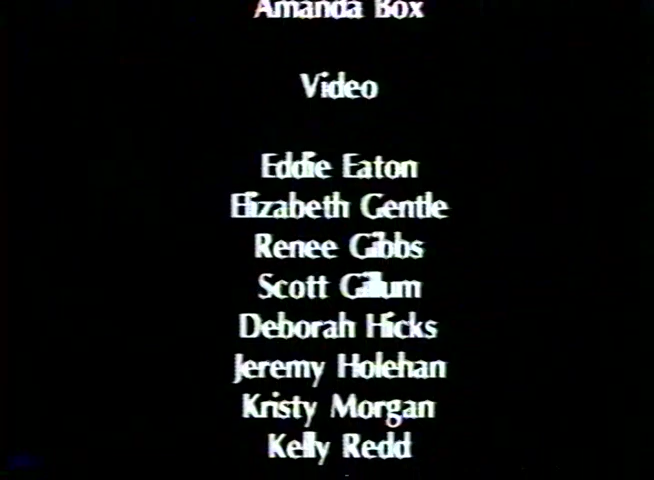 Amanda Box
Video
Eddie Eaton
Elizabeth Gentle
Renee Gibbs
Scott Gillum
Deborah Hicks
Jeremy Holehan
Kristy Morgan
Kelly Redd